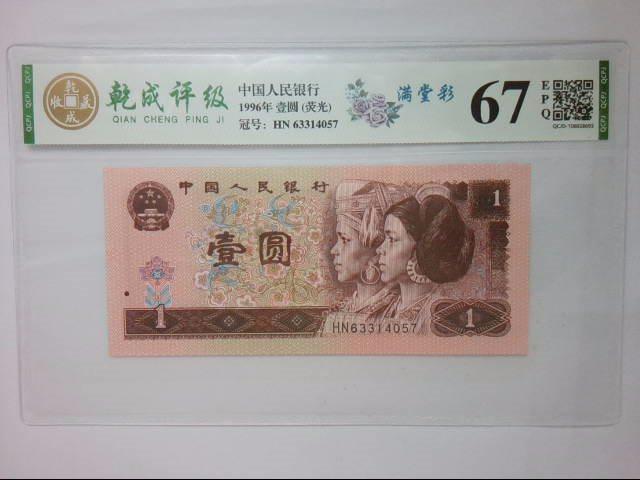 乾成评级
QIAN CHENG PING JI
中国人民银行
1996年 壹圆 (荧光)
冠号: HN 63314057
满堂彩
67
E
P
Q
中国人民银行
壹圆
1
1
HN63314057
1